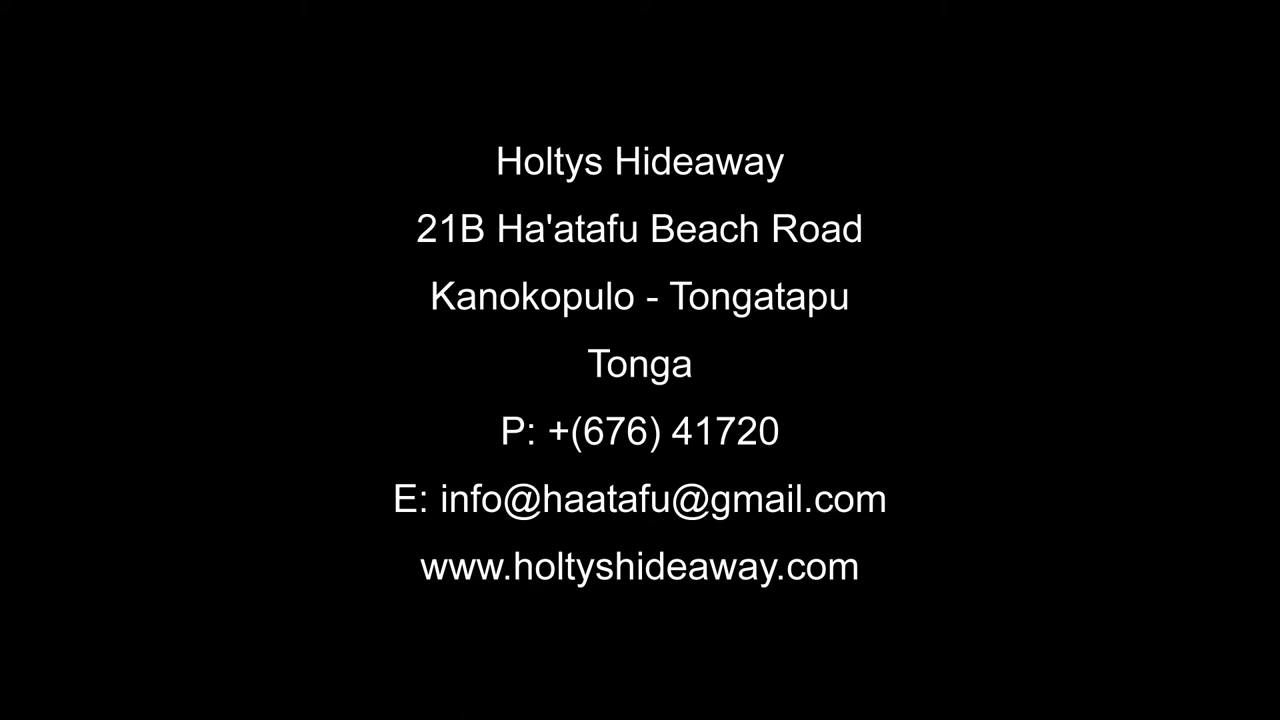 Holtys Hideaway
21B Ha'atafu Beach Road
Kanokopulo - Tongatapu
Tonga
P: +(676) 41720
E: info@haatafu@gmail.com
www.holtyshideaway.com